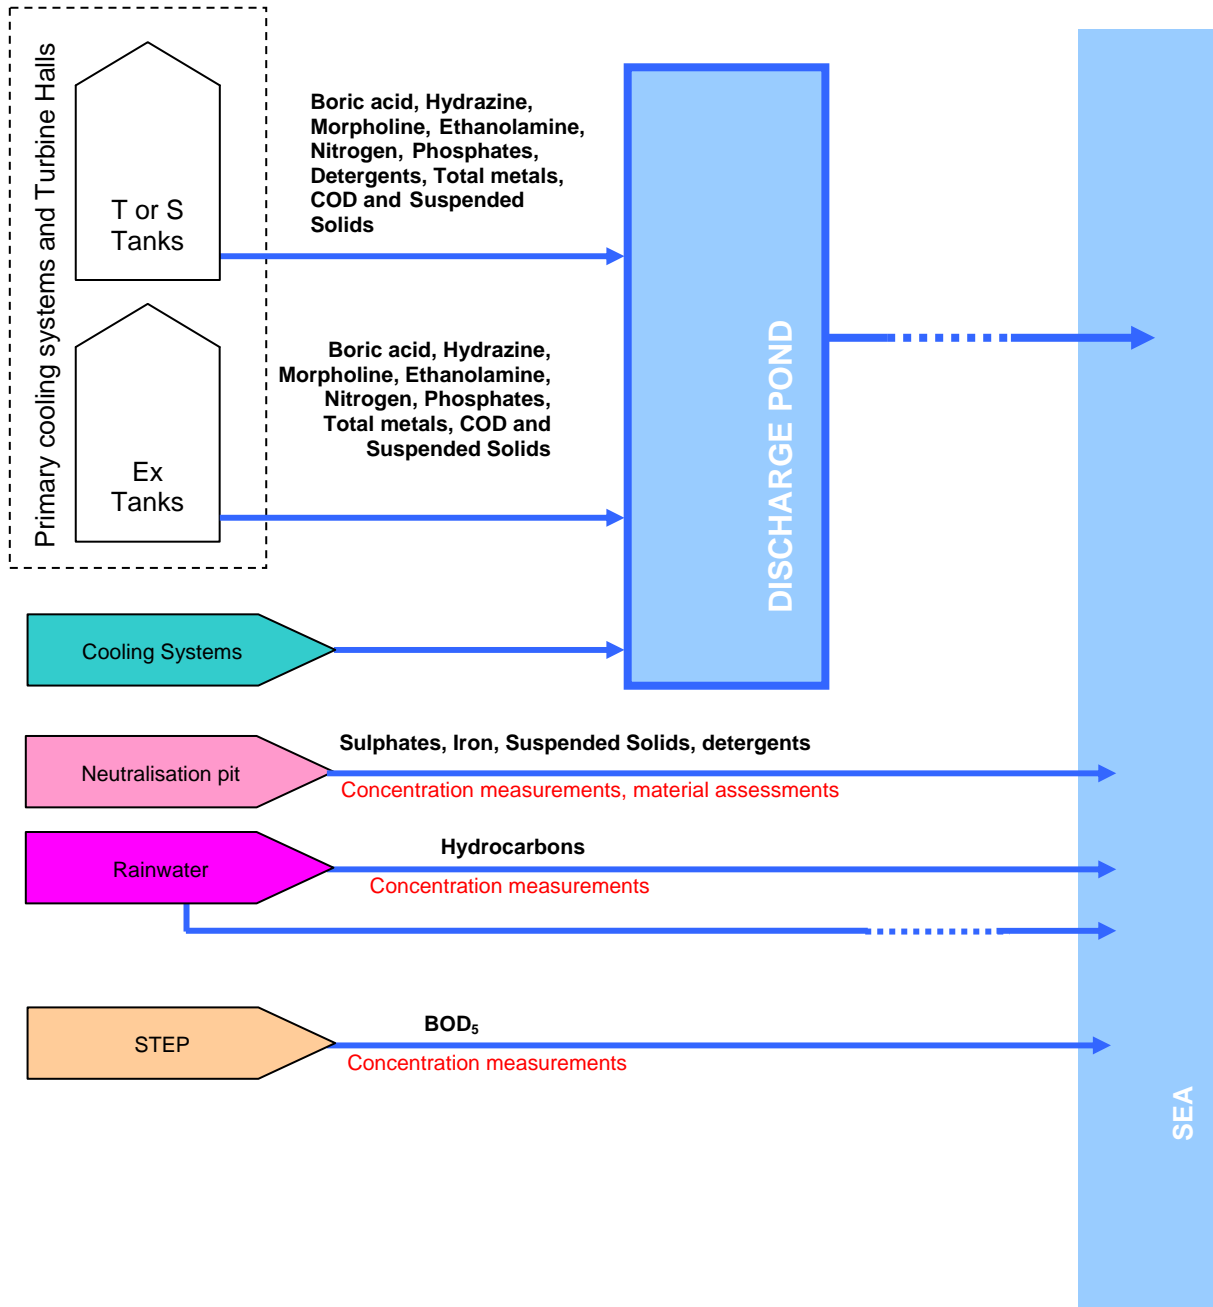 Primary cooling systems and Turbine Halls
T or S
Tanks
Boric acid, Hydrazine,
Morpholine, Ethanolamine,
Nitrogen, Phosphates,
Detergents, Total metals,
COD and Suspended
Solids
Ex
Tanks
Boric acid, Hydrazine,
Morpholine, Ethanolamine,
Nitrogen, Phosphates,
Total metals, COD and
Suspended Solids
DISCHARGE POND
Cooling Systems
Neutralisation pit
Sulphates, Iron, Suspended Solids, detergents
Concentration measurements, material assessments
Rainwater
Hydrocarbons
Concentration measurements
STEP
BOD₅
Concentration measurements
SEA